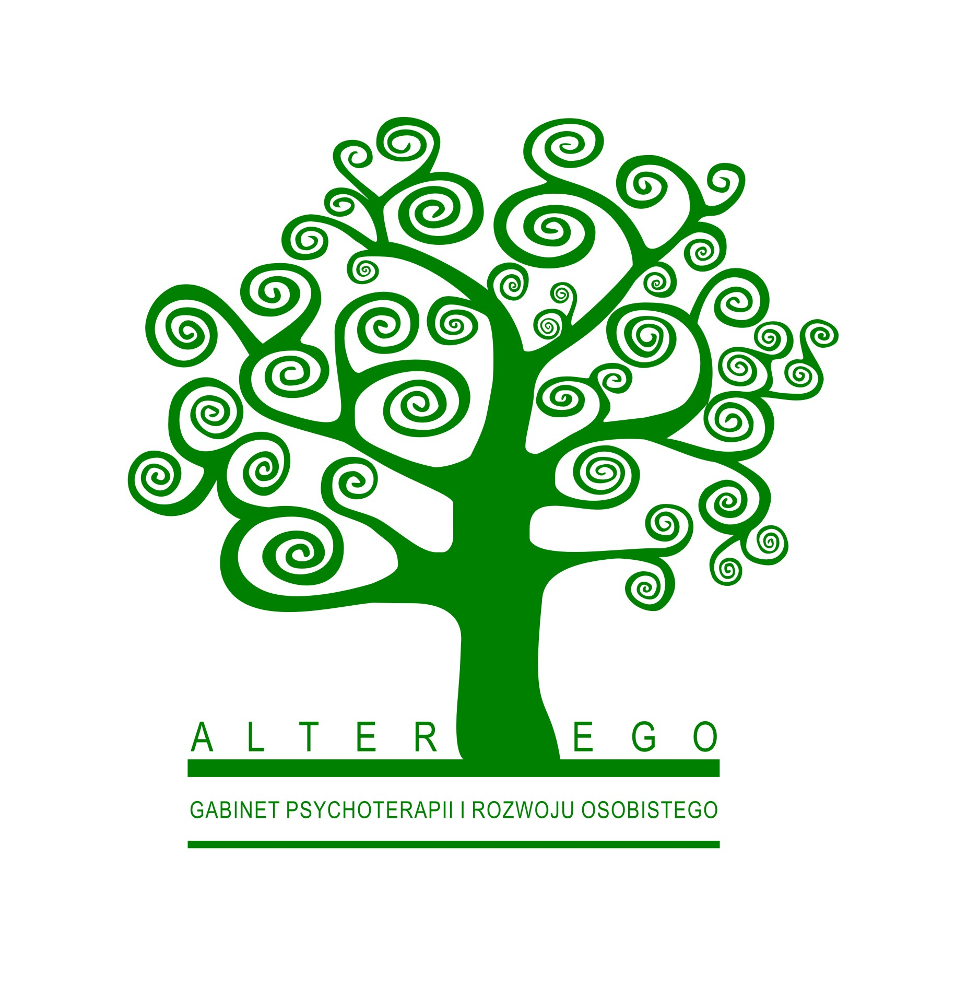 ALTER EGO
GABINET PSYCHOTERAPII I ROZWOJU OSOBISTEGO